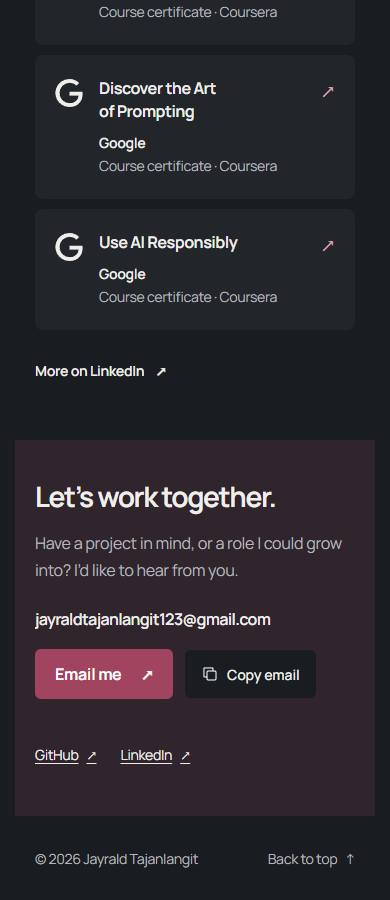 Course certificate · Coursera
Discover the Art
of Prompting
Google
Course certificate · Coursera
Use AI Responsibly
Google
Course certificate · Coursera
More on LinkedIn ↗
Let's work together.
Have a project in mind, or a role I could grow
into? I'd like to hear from you.
jayraldtajanlangit123@gmail.com
Email me ↗ Copy email
GitHub ↗ LinkedIn ↗
© 2026 Jayrald Tajanlangit Back to top ↑